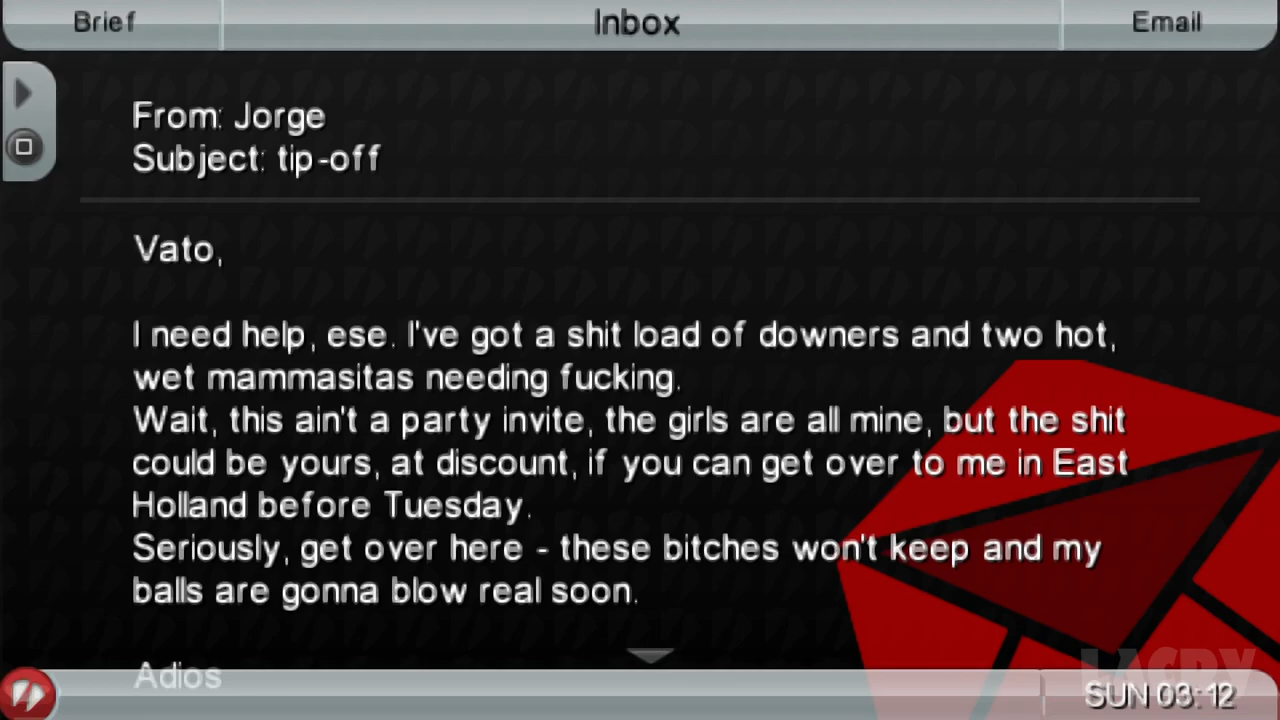 Brief Inbox Email
From: Jorge
Subject: tip-off
Vato,
I need help, ese. I've got a shit load of downers and two hot,
wet mammasitas needing fucking.
Wait, this ain't a party invite, the girls are all mine, but the shit
could be yours, at discount, if you can get over to me in East
Holland before Tuesday.
Seriously, get over here - these bitches won't keep and my
balls are gonna blow real soon.
Adios
SUN 03:12